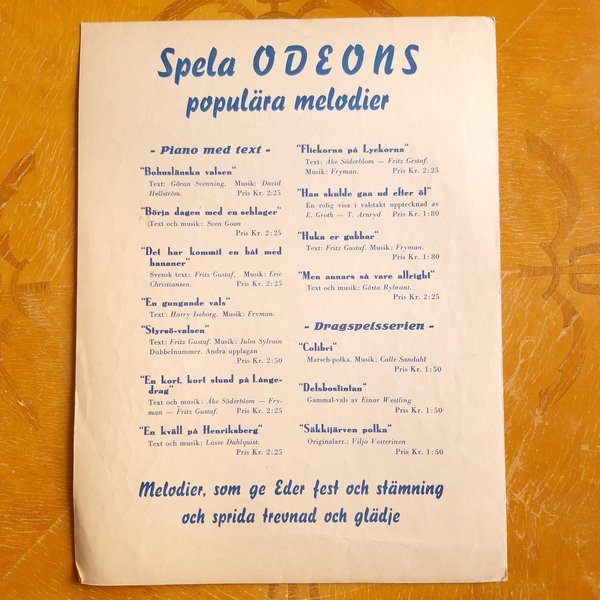 Spela ODEONS
populära melodier
- Piano med text -
"Bohuslänska valsen"
Text: Göran Svenning. Musik: David
Hellström. Pris Kr. 2:25
"Börja dagen med en schlager"
Text och musik: Sven Goon
Pris Kr. 2:25
"Det har kommit en båt med
bananer"
Svensk text: Fritz Gustaf. Musik: Eric
Christiansen. Pris Kr. 2:25
"En gungande vals"
Text: Harry Iseborg. Musik: Fryman.
"Styrsö-valsen"
Text: Fritz Gustaf. Musik: Jules Sylvain
Dubbelnummer. Andra upplagan
Pris Kr. 2:50
"En kort, kort stund på Långe-
drag"
Text och musik: Åke Söderblom — Fry-
man — Fritz Gustaf. Pris Kr. 2:25
"En kväll på Henriksberg"
Text och musik: Lasse Dahlquist.
Pris Kr. 2:25
"Flickorna på Lyckorna"
Text: Åke Söderblom — Fritz Grstaf.
Musik: Fryman. Pris Kr. 2:25
"Han skulde gaa ud efter öl"
En rolig visa i valstakt upptecknad av
E. Groth — T. Arnryd Pris Kr. 1:80
"Huka er gubbar"
Text: Fritz Gustaf. Musik: Fryman.
Pris Kr. 1:80
"Men annars så vare allright"
Text och musik: Gösta Rybrant.
Pris Kr. 2:25
- Dragspelsserien -
"Colibri"
Marsch-polka. Musik: Calle Sandahl
Pris Kr. 1:50
"Delsbostintan"
Gammal-vals av Einar Westling
Pris Kr. 1:50
"Säkkijärven polka"
Originalarr.: Viljo Vesterinen
Pris Kr. 1:50
Melodier, som ge Eder fest och stämning
och sprida trevnad och glädje